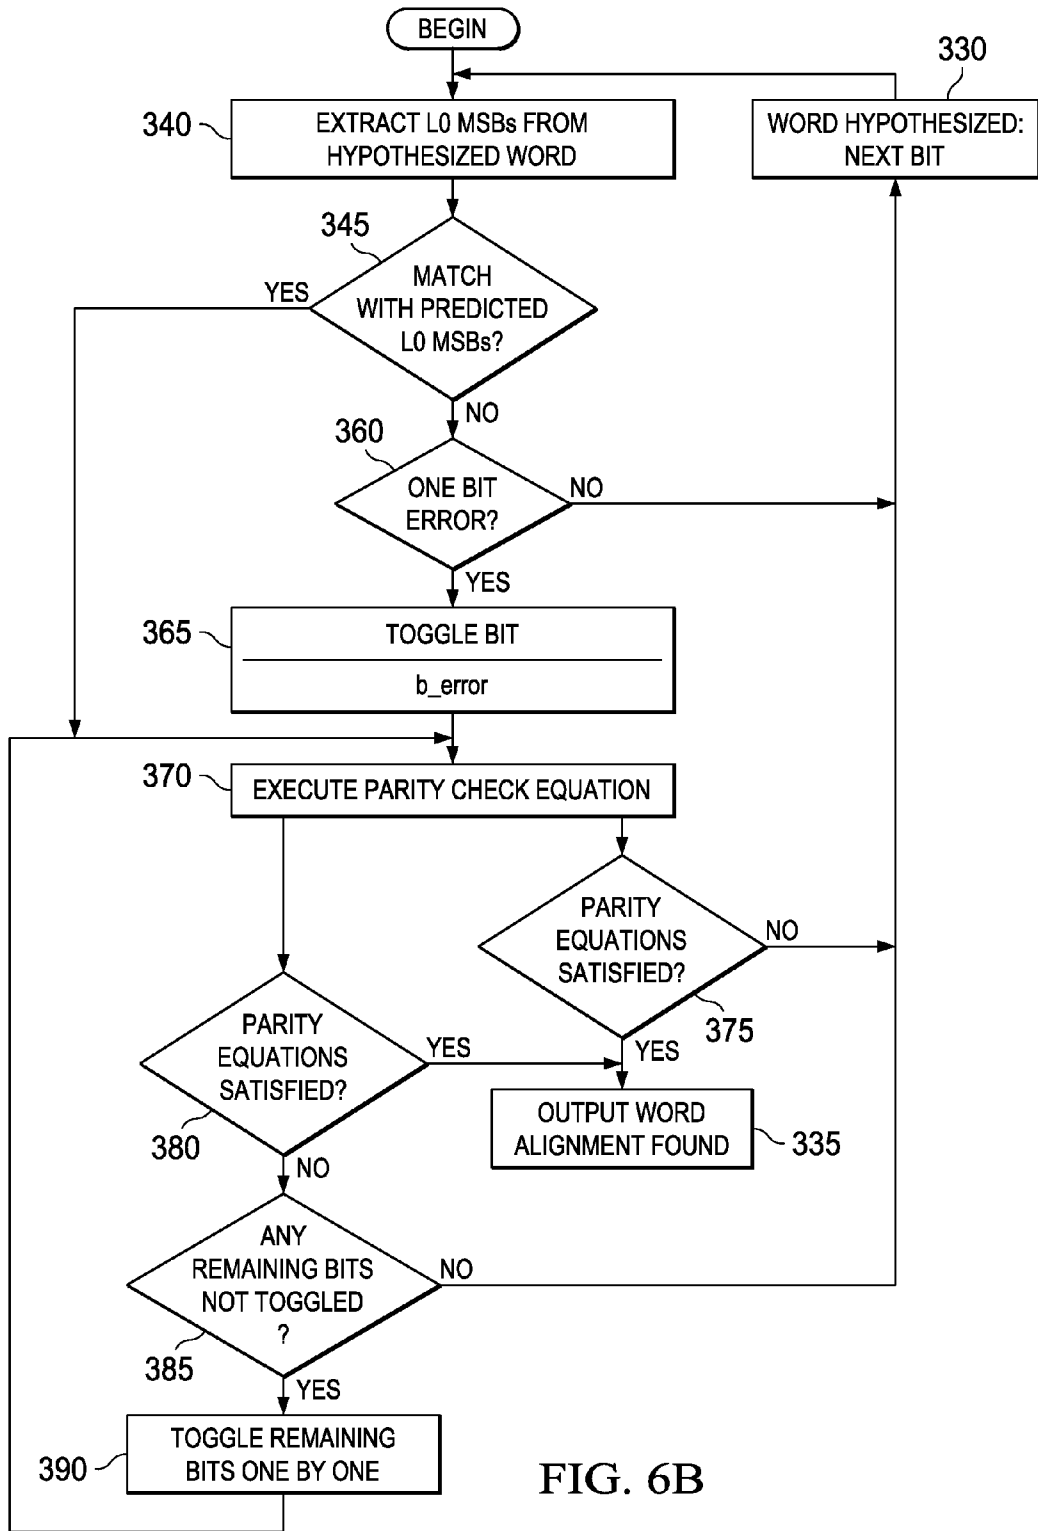 BEGIN
330
340
EXTRACT L0 MSBs FROM
HYPOTHESIZED WORD
WORD HYPOTHESIZED:
NEXT BIT
345
MATCH
WITH PREDICTED
L0 MSBs?
YES
NO
360
ONE BIT
ERROR?
NO
YES
365
TOGGLE BIT
b_error
370
EXECUTE PARITY CHECK EQUATION
PARITY
EQUATIONS
SATISFIED?
NO
375
YES
PARITY
EQUATIONS
SATISFIED?
YES
380
NO
OUTPUT WORD
ALIGNMENT FOUND
335
ANY
REMAINING BITS
NOT TOGGLED
?
NO
385
YES
390
TOGGLE REMAINING
BITS ONE BY ONE
FIG. 6B